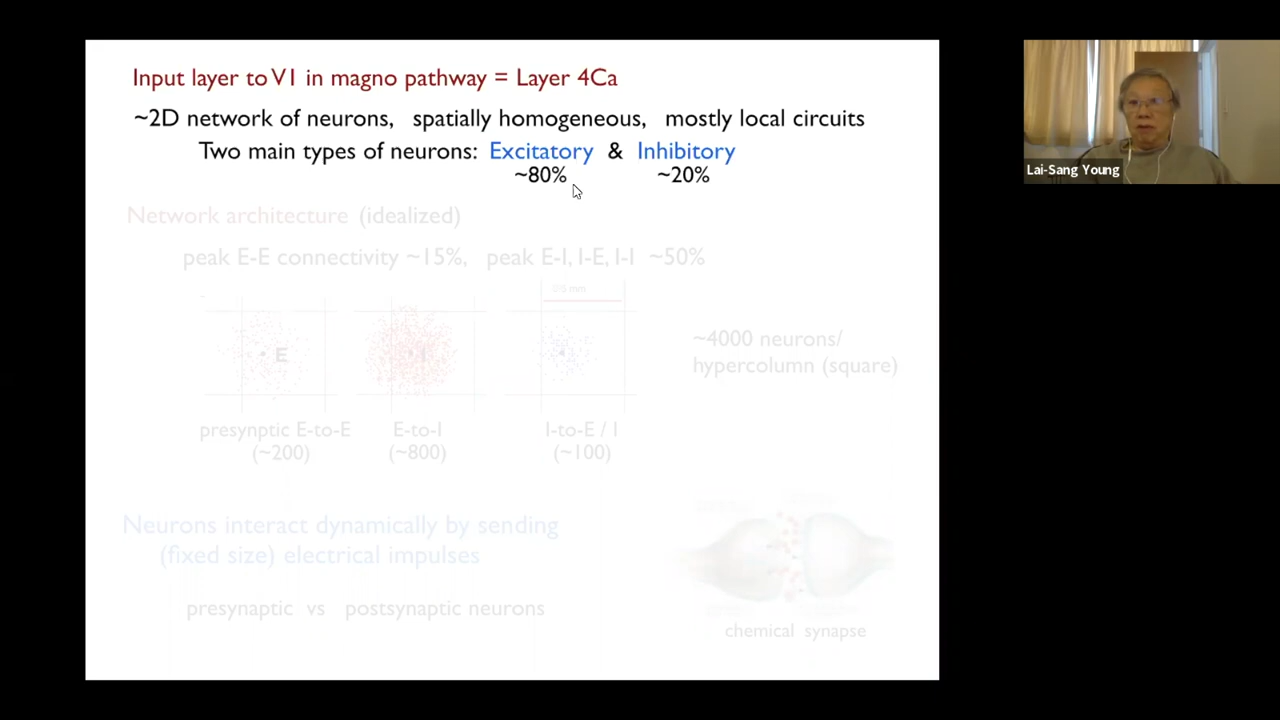 Input layer to V1 in magno pathway = Layer 4Ca
~2D network of neurons, spatially homogeneous, mostly local circuits
Two main types of neurons: Excitatory & Inhibitory
~80% ~20%
Network architecture (idealized)
peak E-E connectivity ~15%, peak E-I, I-E, I-I ~50%
0.5 mm
E
I
~4000 neurons/
hypercolumn (square)
presynptic E-to-E E-to-I I-to-E / I
(~200) (~800) (~100)
Neurons interact dynamically by sending
(fixed size) electrical impulses
presynaptic vs postsynaptic neurons
chemical synapse
Lai-Sang Young